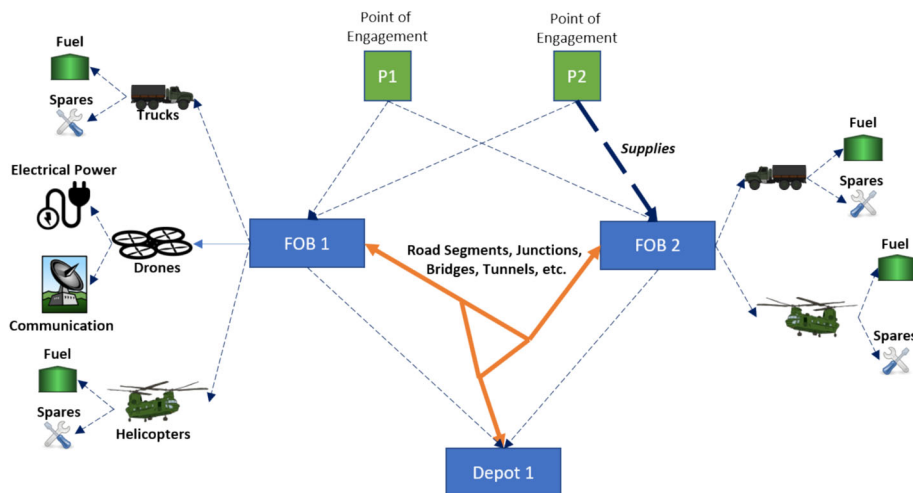 Point of
Engagement
Point of
Engagement
P1
P2
Fuel
Spares
Trucks
Electrical Power
Drones
Communication
Fuel
Spares
Helicopters
FOB 1
Supplies
Road Segments, Junctions,
Bridges, Tunnels, etc.
FOB 2
Fuel
Spares
Fuel
Spares
Depot 1